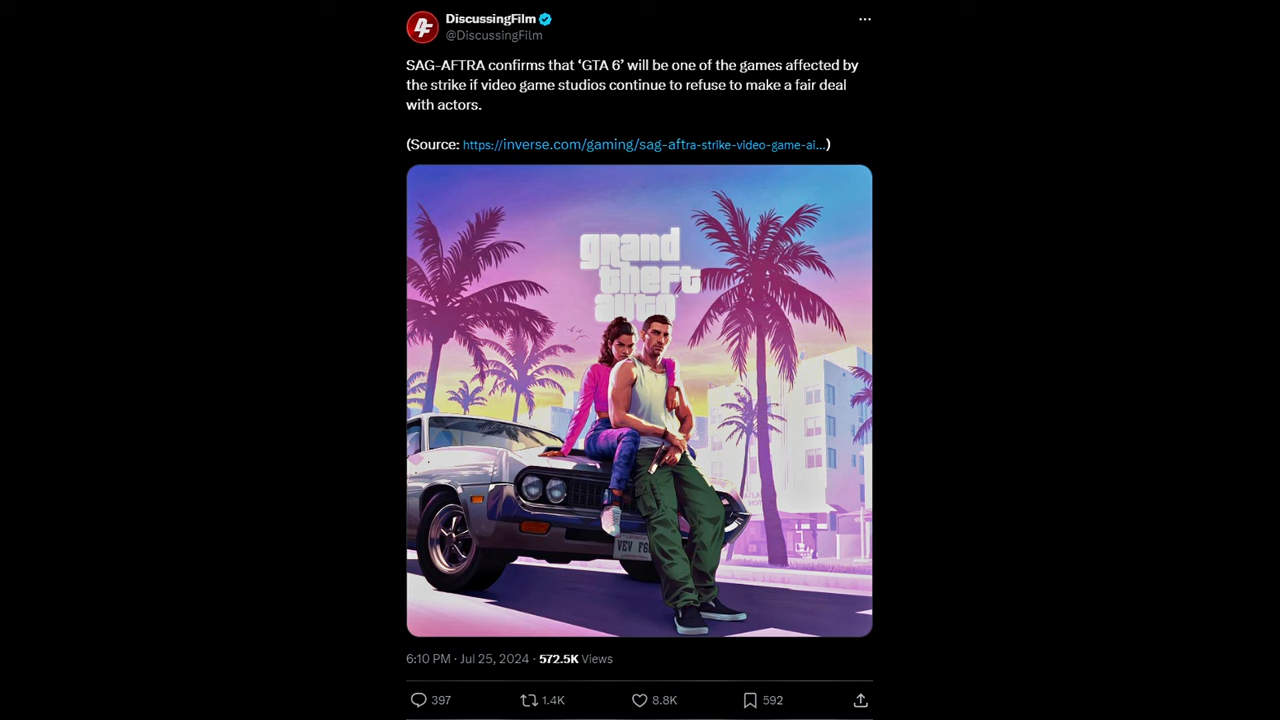 DiscussingFilm
@DiscussingFilm
SAG-AFTRA confirms that ‘GTA 6’ will be one of the games affected by
the strike if video game studios continue to refuse to make a fair deal
with actors.
(Source: https://inverse.com/gaming/sag-aftra-strike-video-game-ai...)
grand
theft
auto
6:10 PM · Jul 25, 2024 · 572.5K Views
397 1.4K 8.8K 592